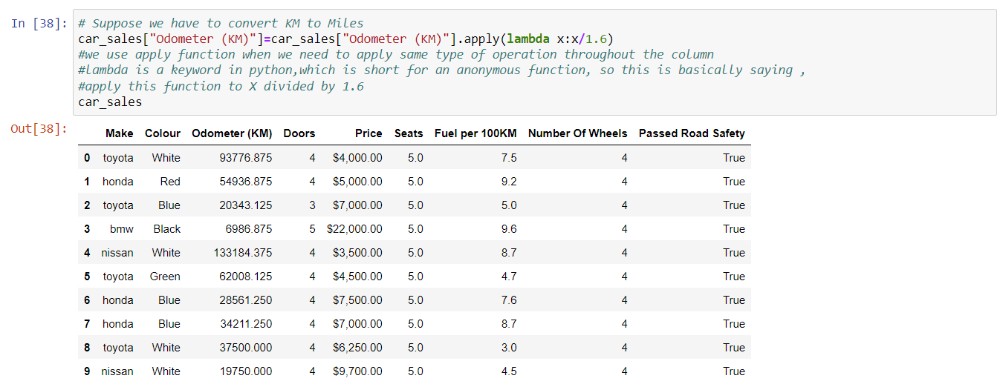 In [38]: # Suppose we have to convert KM to Miles
car_sales["Odometer (KM)"]=car_sales["Odometer (KM)"].apply(lambda x:x/1.6)
#we use apply function when we need to apply same type of operation throughout the column
#lambda is a keyword in python,which is short for an anonymous function, so this is basically saying ,
#apply this function to X divided by 1.6
car_sales
Out[38]:
Make Colour Odometer (KM) Doors Price Seats Fuel per 100KM Number Of Wheels Passed Road Safety
0 toyota White 93776.875 4 $4,000.00 5.0 7.5 4 True
1 honda Red 54936.875 4 $5,000.00 5.0 9.2 4 True
2 toyota Blue 20343.125 3 $7,000.00 5.0 5.0 4 True
3 bmw Black 6986.875 5 $22,000.00 5.0 9.6 4 True
4 nissan White 133184.375 4 $3,500.00 5.0 8.7 4 True
5 toyota Green 62008.125 4 $4,500.00 5.0 4.7 4 True
6 honda Blue 28561.250 4 $7,500.00 5.0 7.6 4 True
7 honda Blue 34211.250 4 $7,000.00 5.0 8.7 4 True
8 toyota White 37500.000 4 $6,250.00 5.0 3.0 4 True
9 nissan White 19750.000 4 $9,700.00 5.0 4.5 4 True